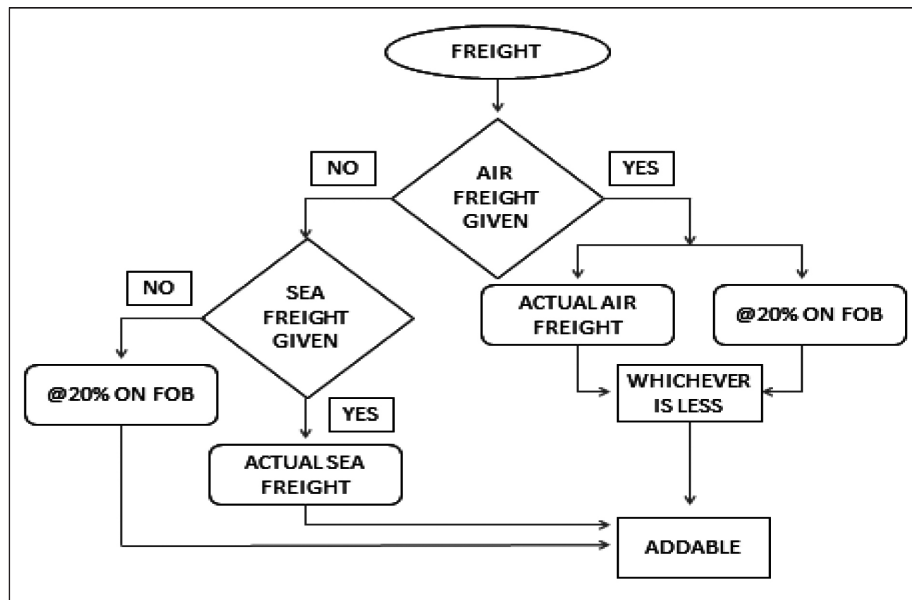 FREIGHT
NO
AIR
FREIGHT
GIVEN
YES
NO
SEA
FREIGHT
GIVEN
ACTUAL AIR
FREIGHT
@20% ON FOB
@20% ON FOB
YES
WHICHEVER
IS LESS
ACTUAL SEA
FREIGHT
ADDABLE